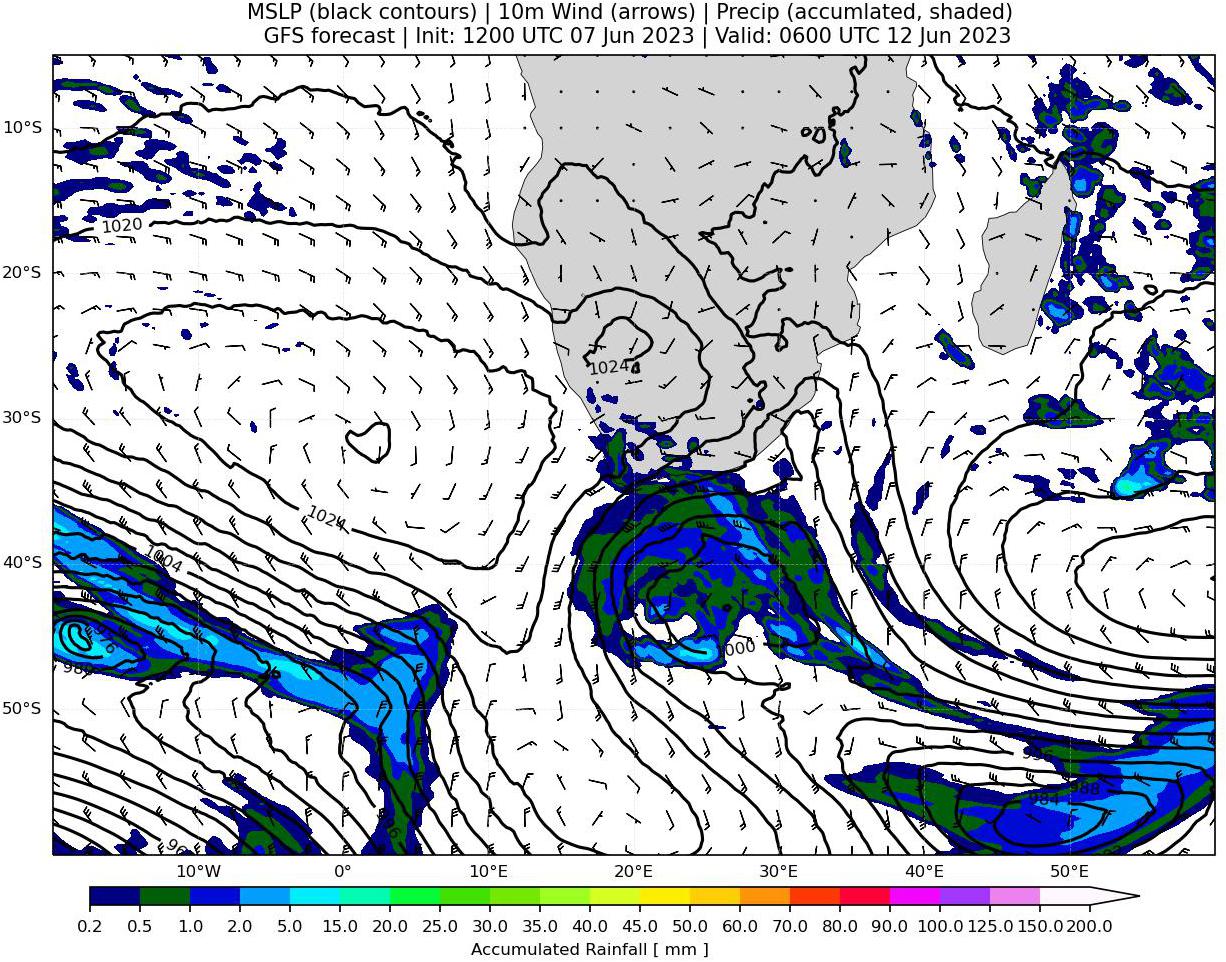 MSLP (black contours) | 10m Wind (arrows) | Precip (accumlated, shaded)
GFS forecast | Init: 1200 UTC 07 Jun 2023 | Valid: 0600 UTC 12 Jun 2023
10°S
1020
20°S
1024
30°S
1024
1004
40°S
976
980
1000
50°S
996
988
984
10°W 0° 10°E 20°E 30°E 40°E 50°E
0.2 0.5 1.0 2.0 5.0 10.0 15.0 20.0 25.0 30.0 35.0 40.0 45.0 50.0 60.0 70.0 80.0 90.0 100.0 125.0 150.0 200.0
Accumulated Rainfall [ mm ]